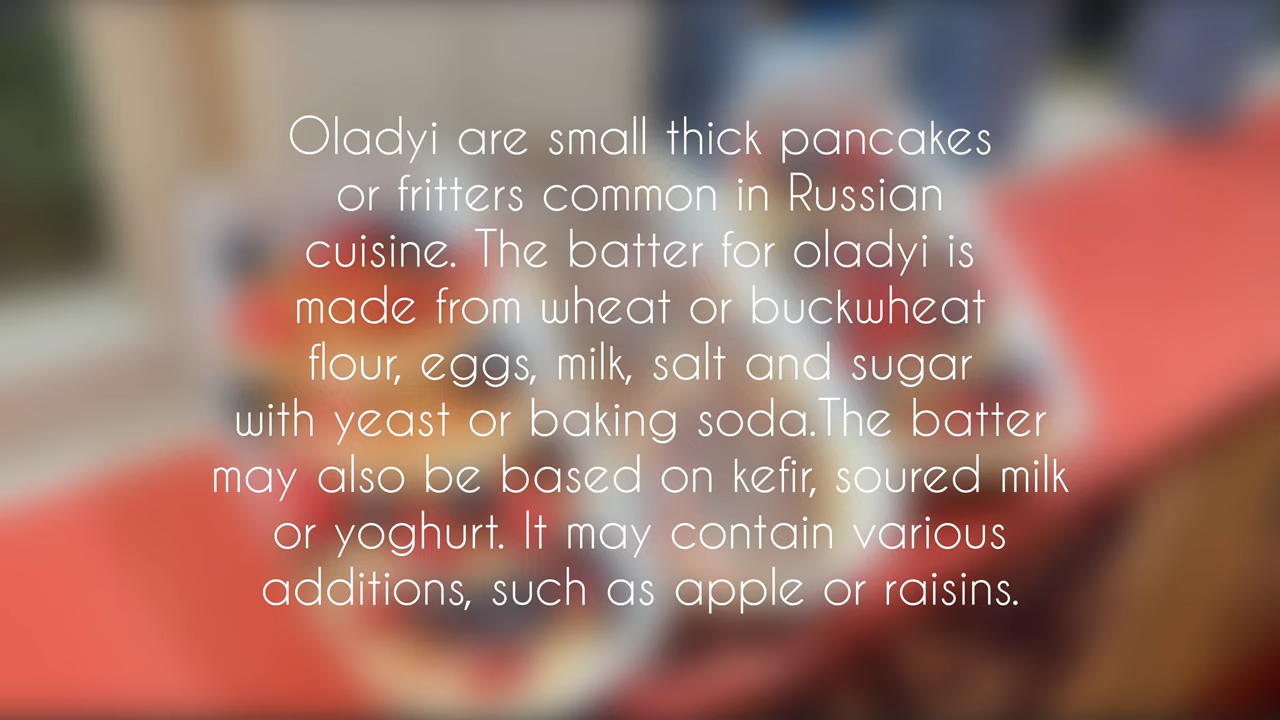 Oladyi are small thick pancakes
or fritters common in Russian
cuisine. The batter for oladyi is
made from wheat or buckwheat
flour, eggs, milk, salt and sugar
with yeast or baking soda.The batter
may also be based on kefir, soured milk
or yoghurt. It may contain various
additions, such as apple or raisins.